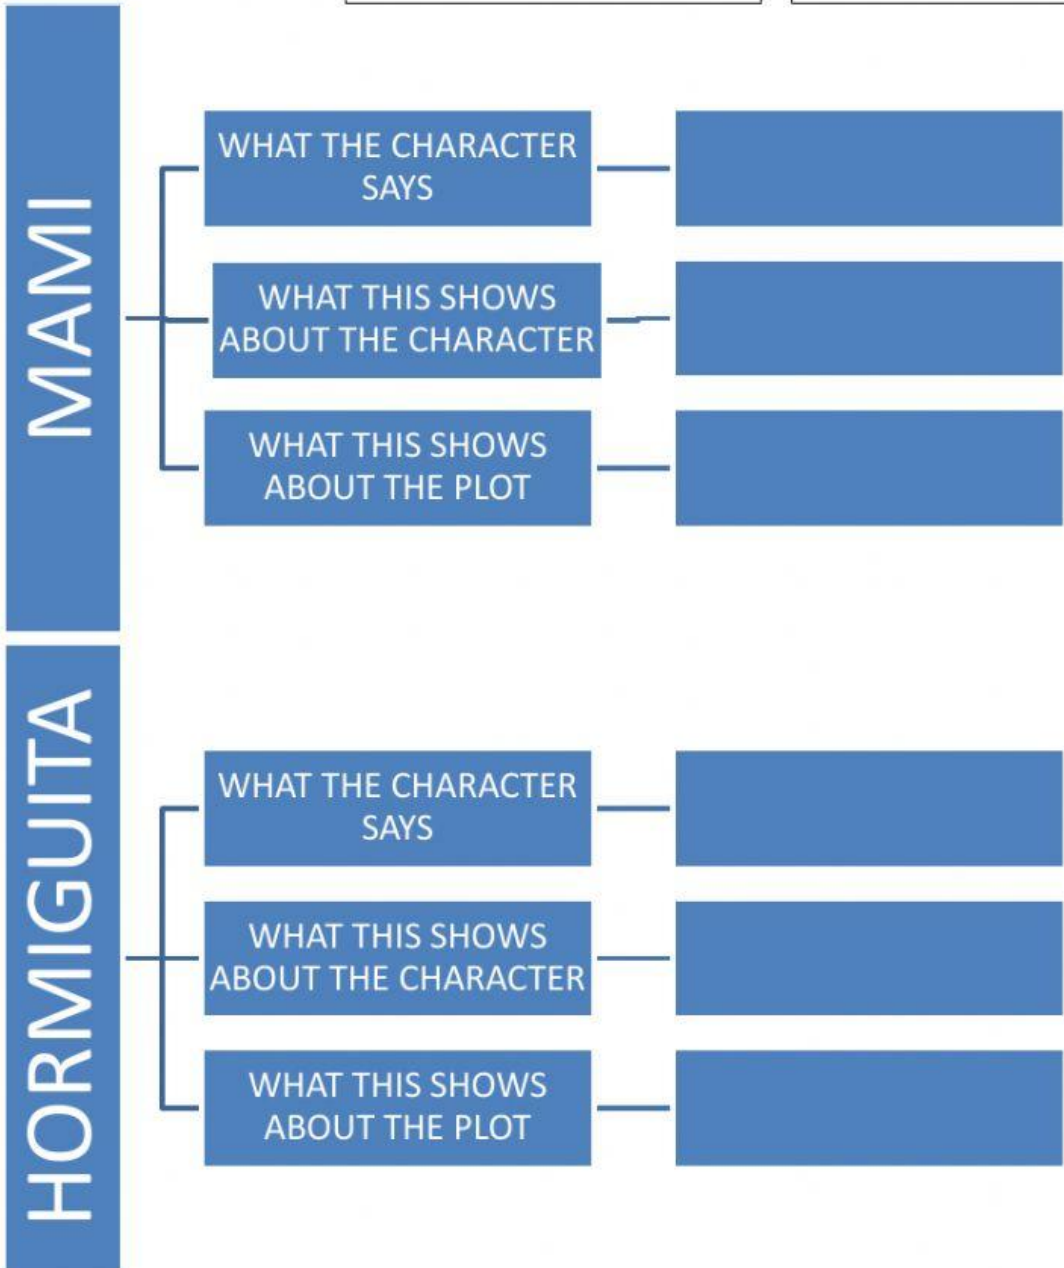 MAMI
WHAT THE CHARACTER
SAYS
WHAT THIS SHOWS
ABOUT THE CHARACTER
WHAT THIS SHOWS
ABOUT THE PLOT
HORMIGUITA
WHAT THE CHARACTER
SAYS
WHAT THIS SHOWS
ABOUT THE CHARACTER
WHAT THIS SHOWS
ABOUT THE PLOT